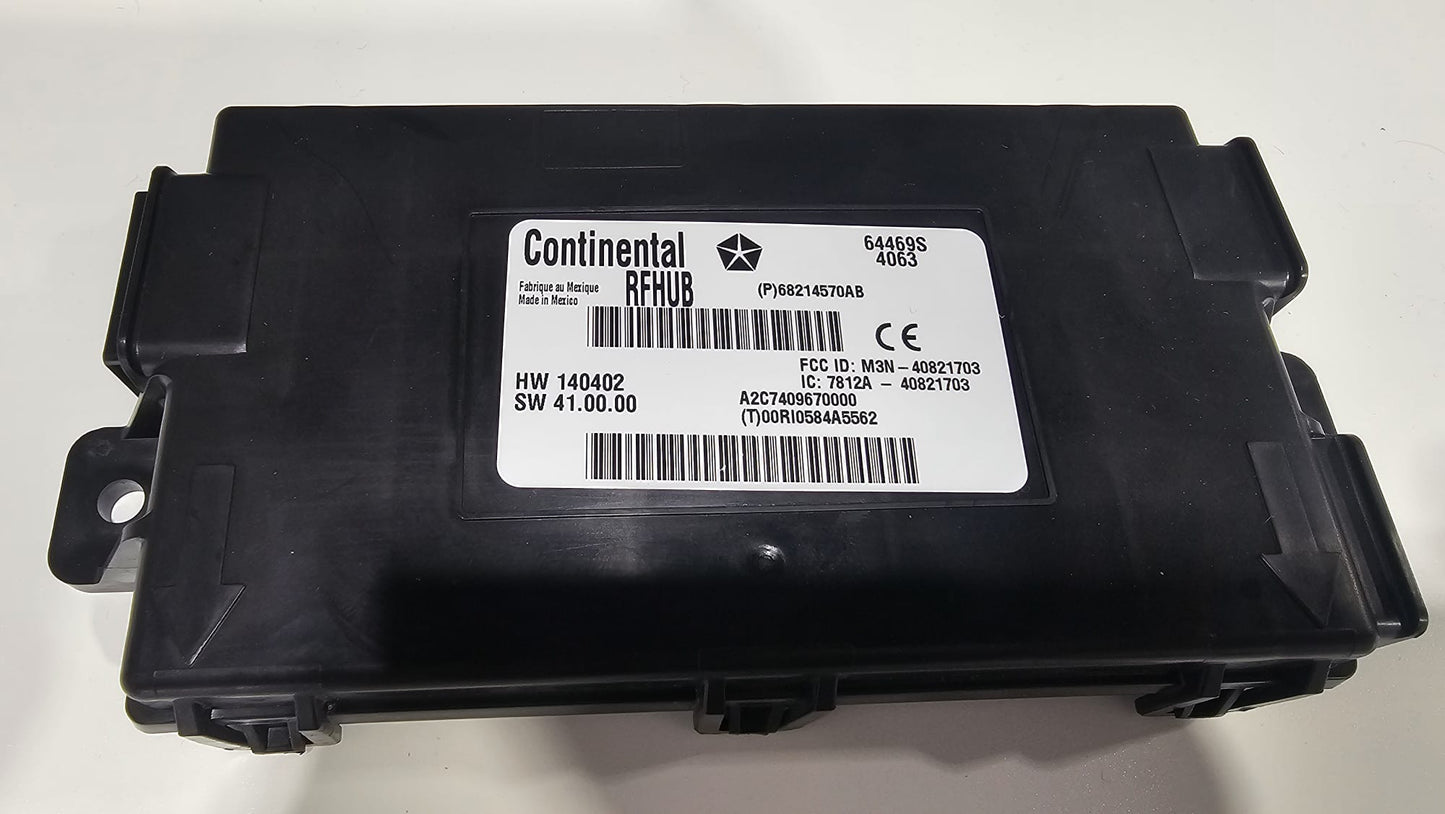 Continental
RFHUB
64469S
4063
Fabrique au Mexique
Made in Mexico
(P)68214570AB
CE
FCC ID: M3N-40821703
IC: 7812A - 40821703
HW 140402
SW 41.00.00
A2C7409670000
(T)00RI0584A5562